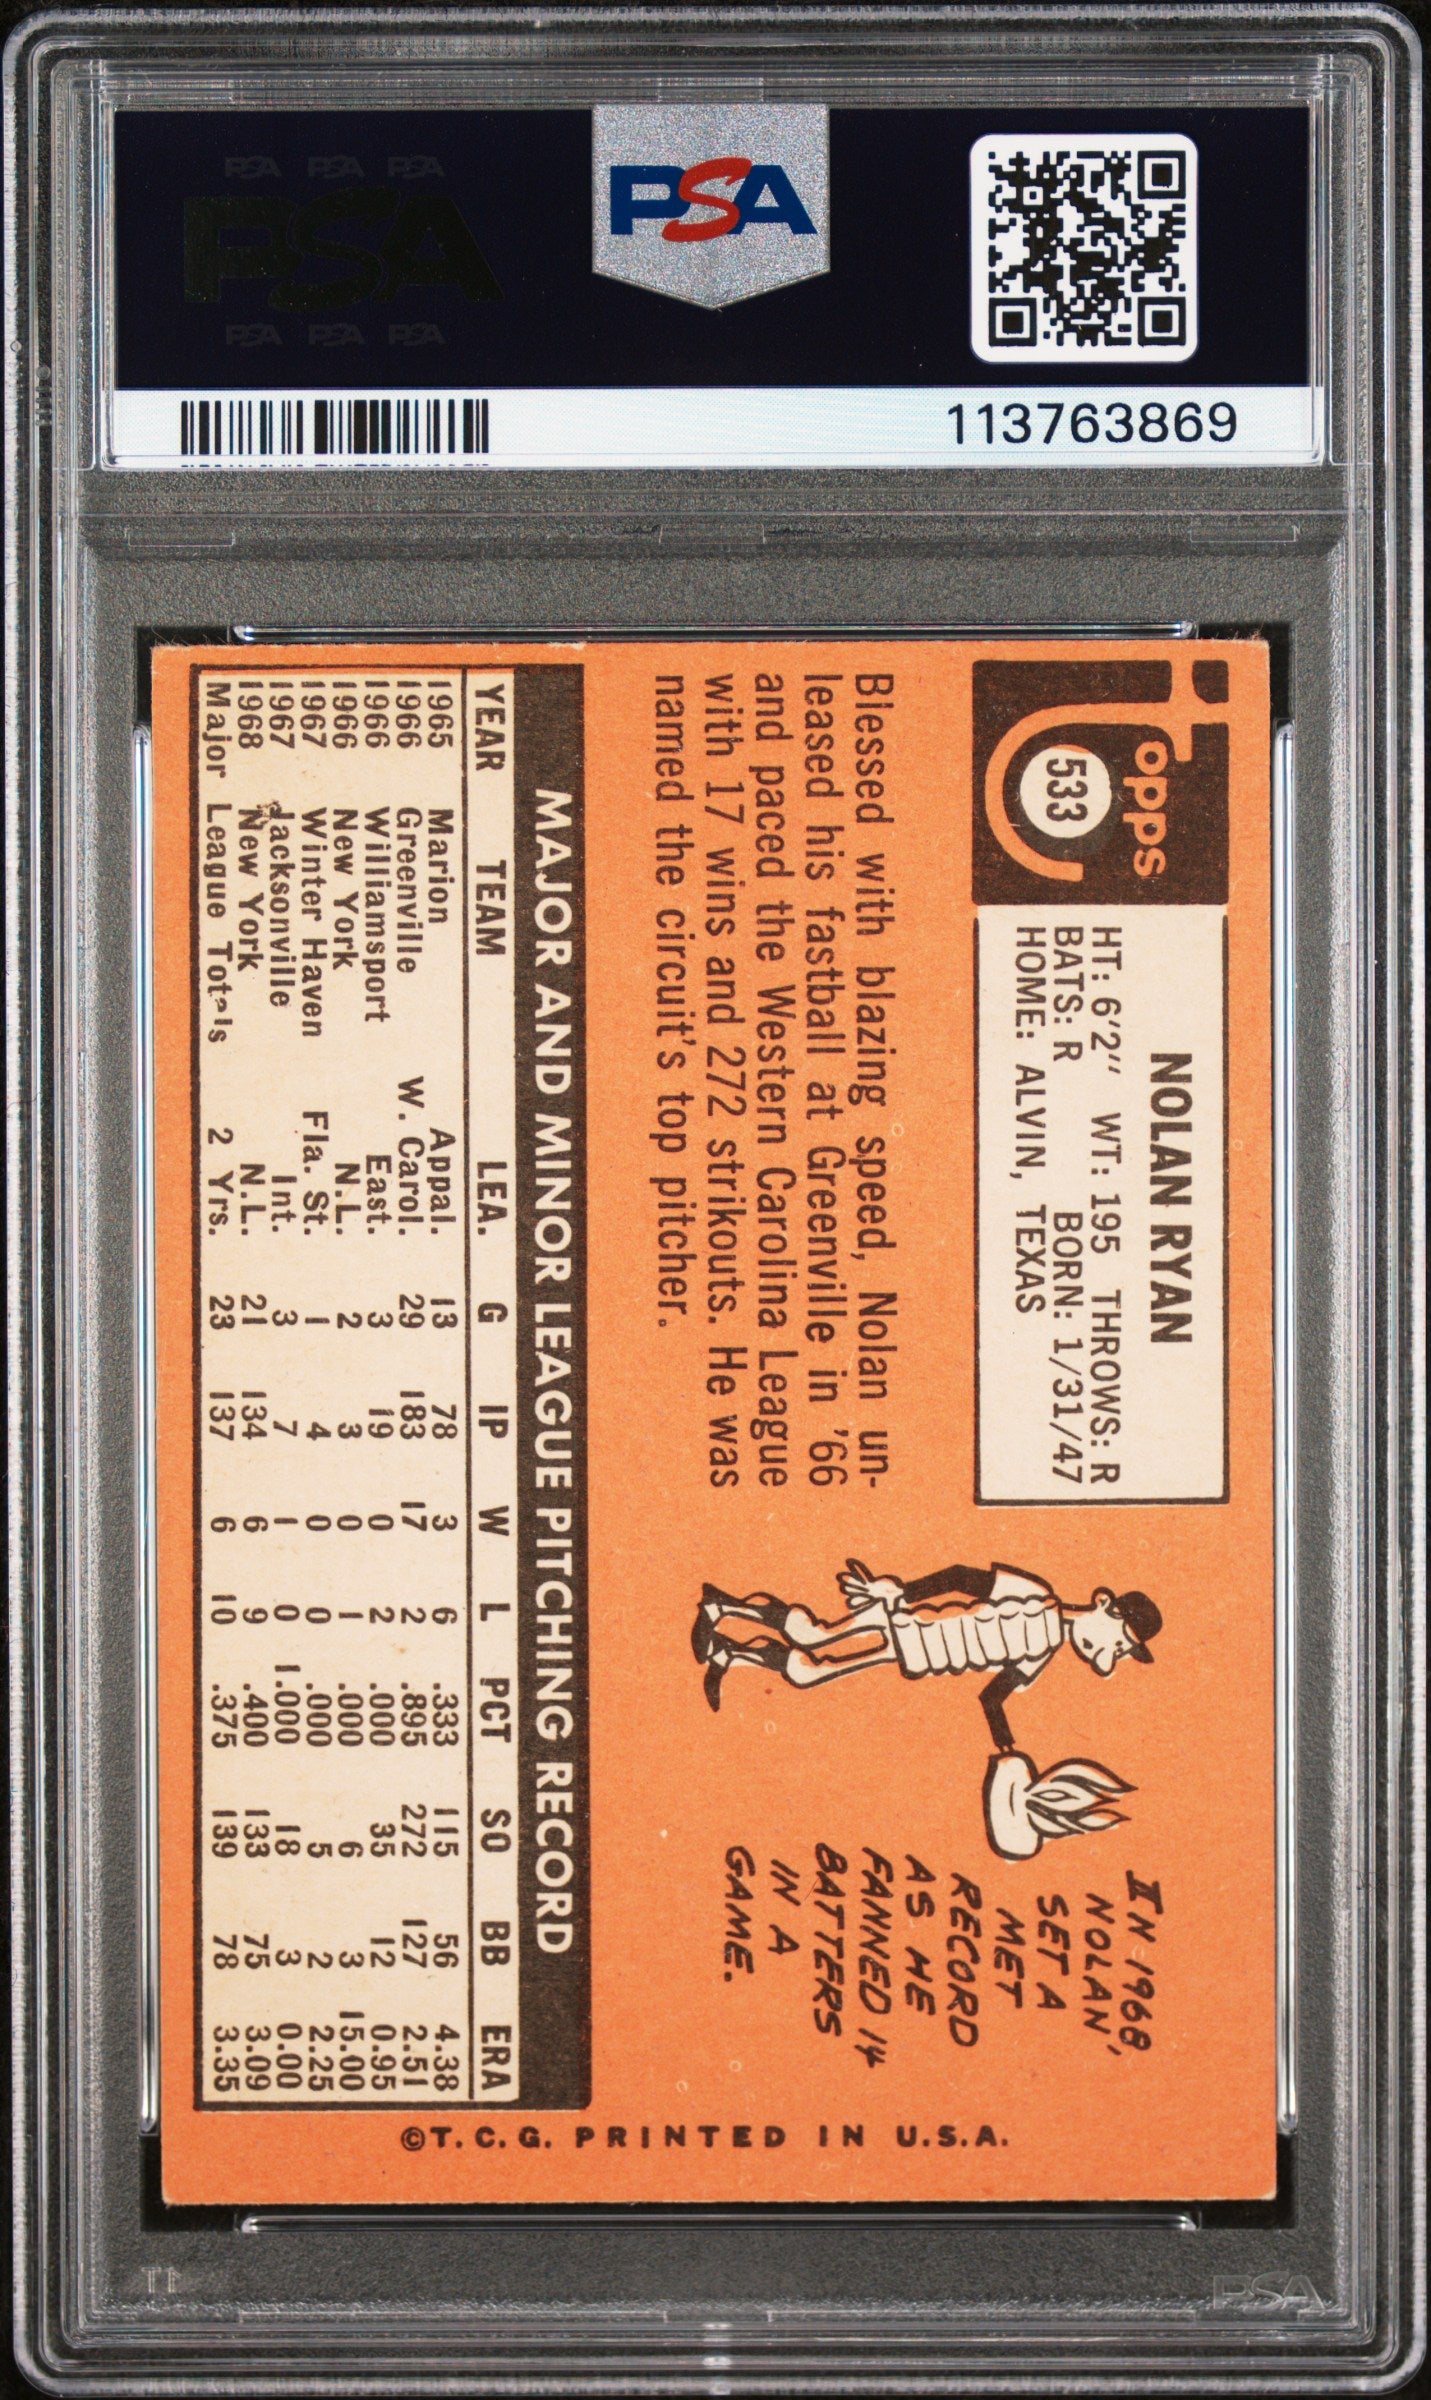 PSA PSA PSA
PSA
PSA PSA PSA
PSA
113763869
Topps
533
NOLAN RYAN
HT: 6'2" WT: 195 THROWS: R
BATS: R BORN: 1/31/47
HOME: ALVIN, TEXAS
Blessed with blazing speed, Nolan un-
leased his fastball at Greenville in '66
and paced the Western Carolina League
with 17 wins and 272 strikouts. He was
named the circuit's top pitcher.
IN 1968,
NOLAN
SET A
MET
RECORD
AS HE
FANNED 14
BATTERS
IN A
GAME.
MAJOR AND MINOR LEAGUE PITCHING RECORD
YEAR TEAM LEA. G IP W L PCT SO BB ERA
1965 Marion Appal. 13 78 3 6 .333 115 56 4.38
1966 Greenville W. Carol. 29 183 17 2 .895 272 127 2.51
1966 Williamsport East. 3 19 0 2 .000 35 12 0.95
1966 New York N.L. 2 3 0 1 .000 6 3 15.00
1967 Winter Haven Fla. St. 1 4 0 0 .000 5 2 2.25
1967 Jacksonville Int. 3 7 1 0 1.000 18 3 0.00
1968 New York N.L. 21 134 6 9 .400 133 75 3.09
Major League Totals 2 Yrs. 23 137 6 10 .375 139 78 3.35
©T.C.G. PRINTED IN U.S.A.
PSA